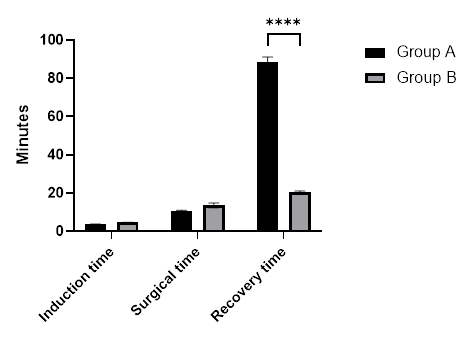 ****
100
80
60
40
20
0
Minutes
Induction time
Surgical time
Recovery time
Group A
Group B